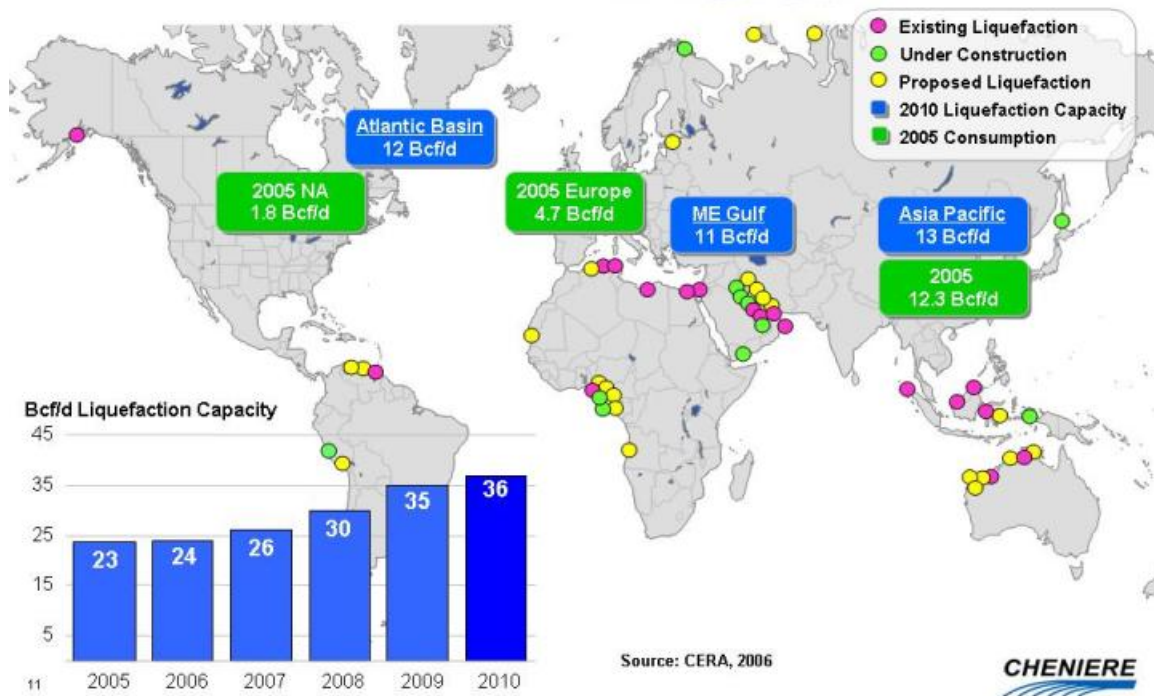 Existing Liquefaction
Under Construction
Proposed Liquefaction
2010 Liquefaction Capacity
2005 Consumption
Atlantic Basin
12 Bcf/d
2005 NA
1.8 Bcf/d
2005 Europe
4.7 Bcf/d
ME Gulf
11 Bcf/d
Asia Pacific
13 Bcf/d
2005
12.3 Bcf/d
Bcf/d Liquefaction Capacity
45
35
25
15
5
23
24
26
30
35
36
2005 2006 2007 2008 2009 2010
11
Source: CERA, 2006
CHENIERE